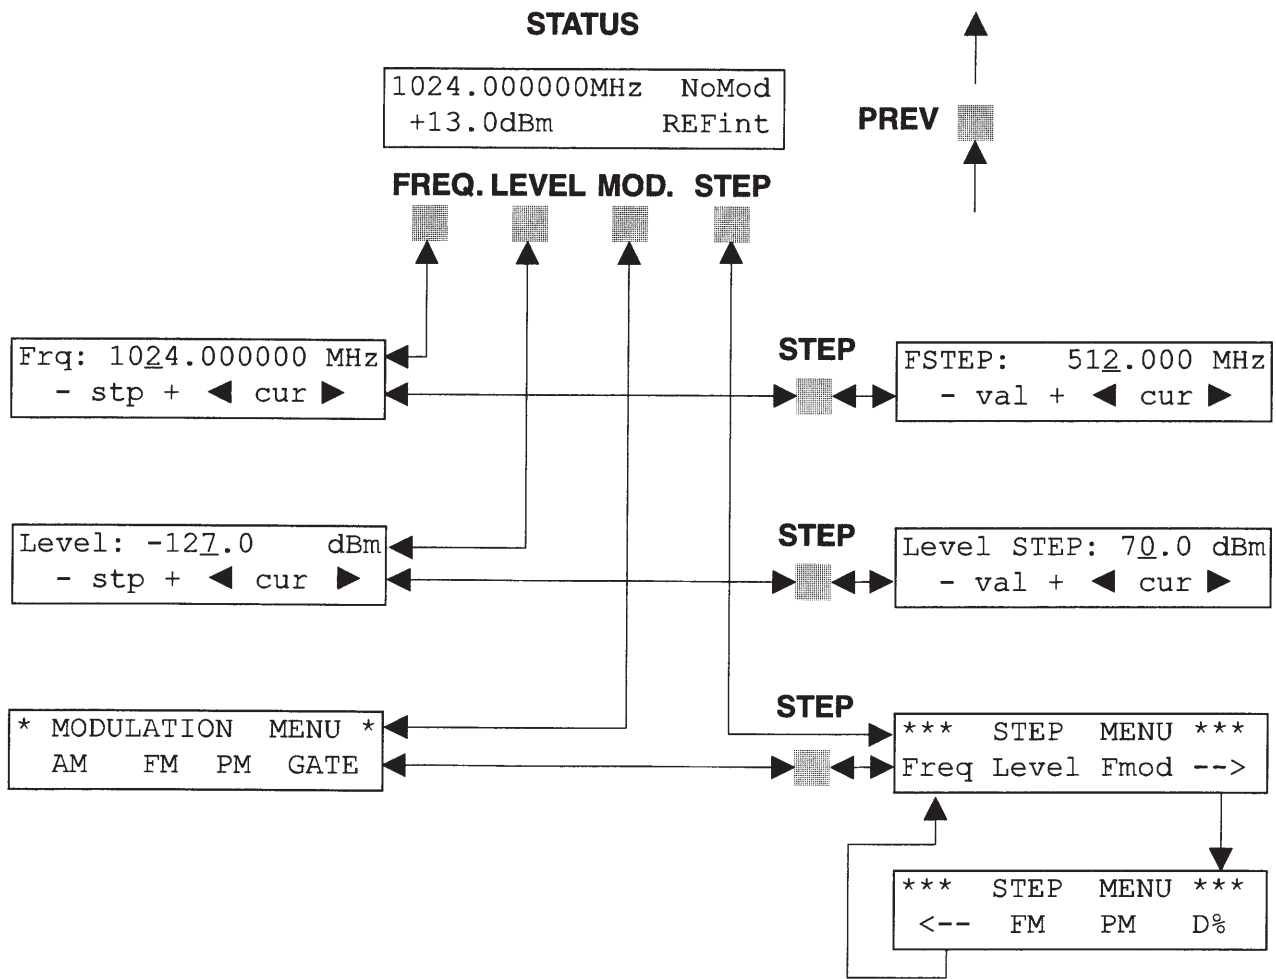 STATUS
1024.000000MHz NoMod
+13.0dBm REFint
PREV
FREQ. LEVEL MOD. STEP
Frq: 1024.000000 MHz
- stp + ◀ cur ▶
STEP
FSTEP: 512.000 MHz
- val + ◀ cur ▶
Level: -127.0 dBm
- stp + ◀ cur ▶
STEP
Level STEP: 70.0 dBm
- val + ◀ cur ▶
* MODULATION MENU *
AM FM PM GATE
STEP
*** STEP MENU ***
Freq Level Fmod -->
*** STEP MENU ***
<-- FM PM D%